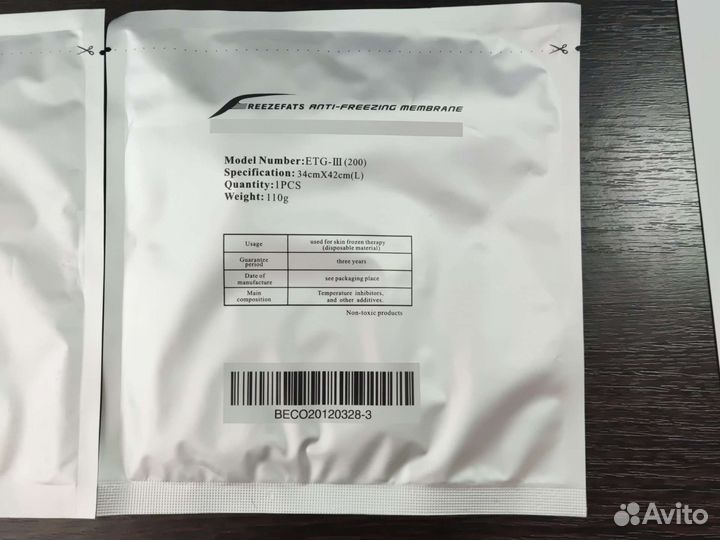 FREEZEFATS ANTI-FREEZING MEMBRANE
Model Number:ETG-III(200)
Specification: 34cmX42cm(L)
Quantity:1PCS
Weight: 110g
Usage
used for skin frozen therapy
(disposable material)
Guarantze
period
three years
Date of
manufacture
see packaging place
Main
composition
Temperature inhibitors,
and other additives.
Non-toxic products
BECO20120328-3
Avito